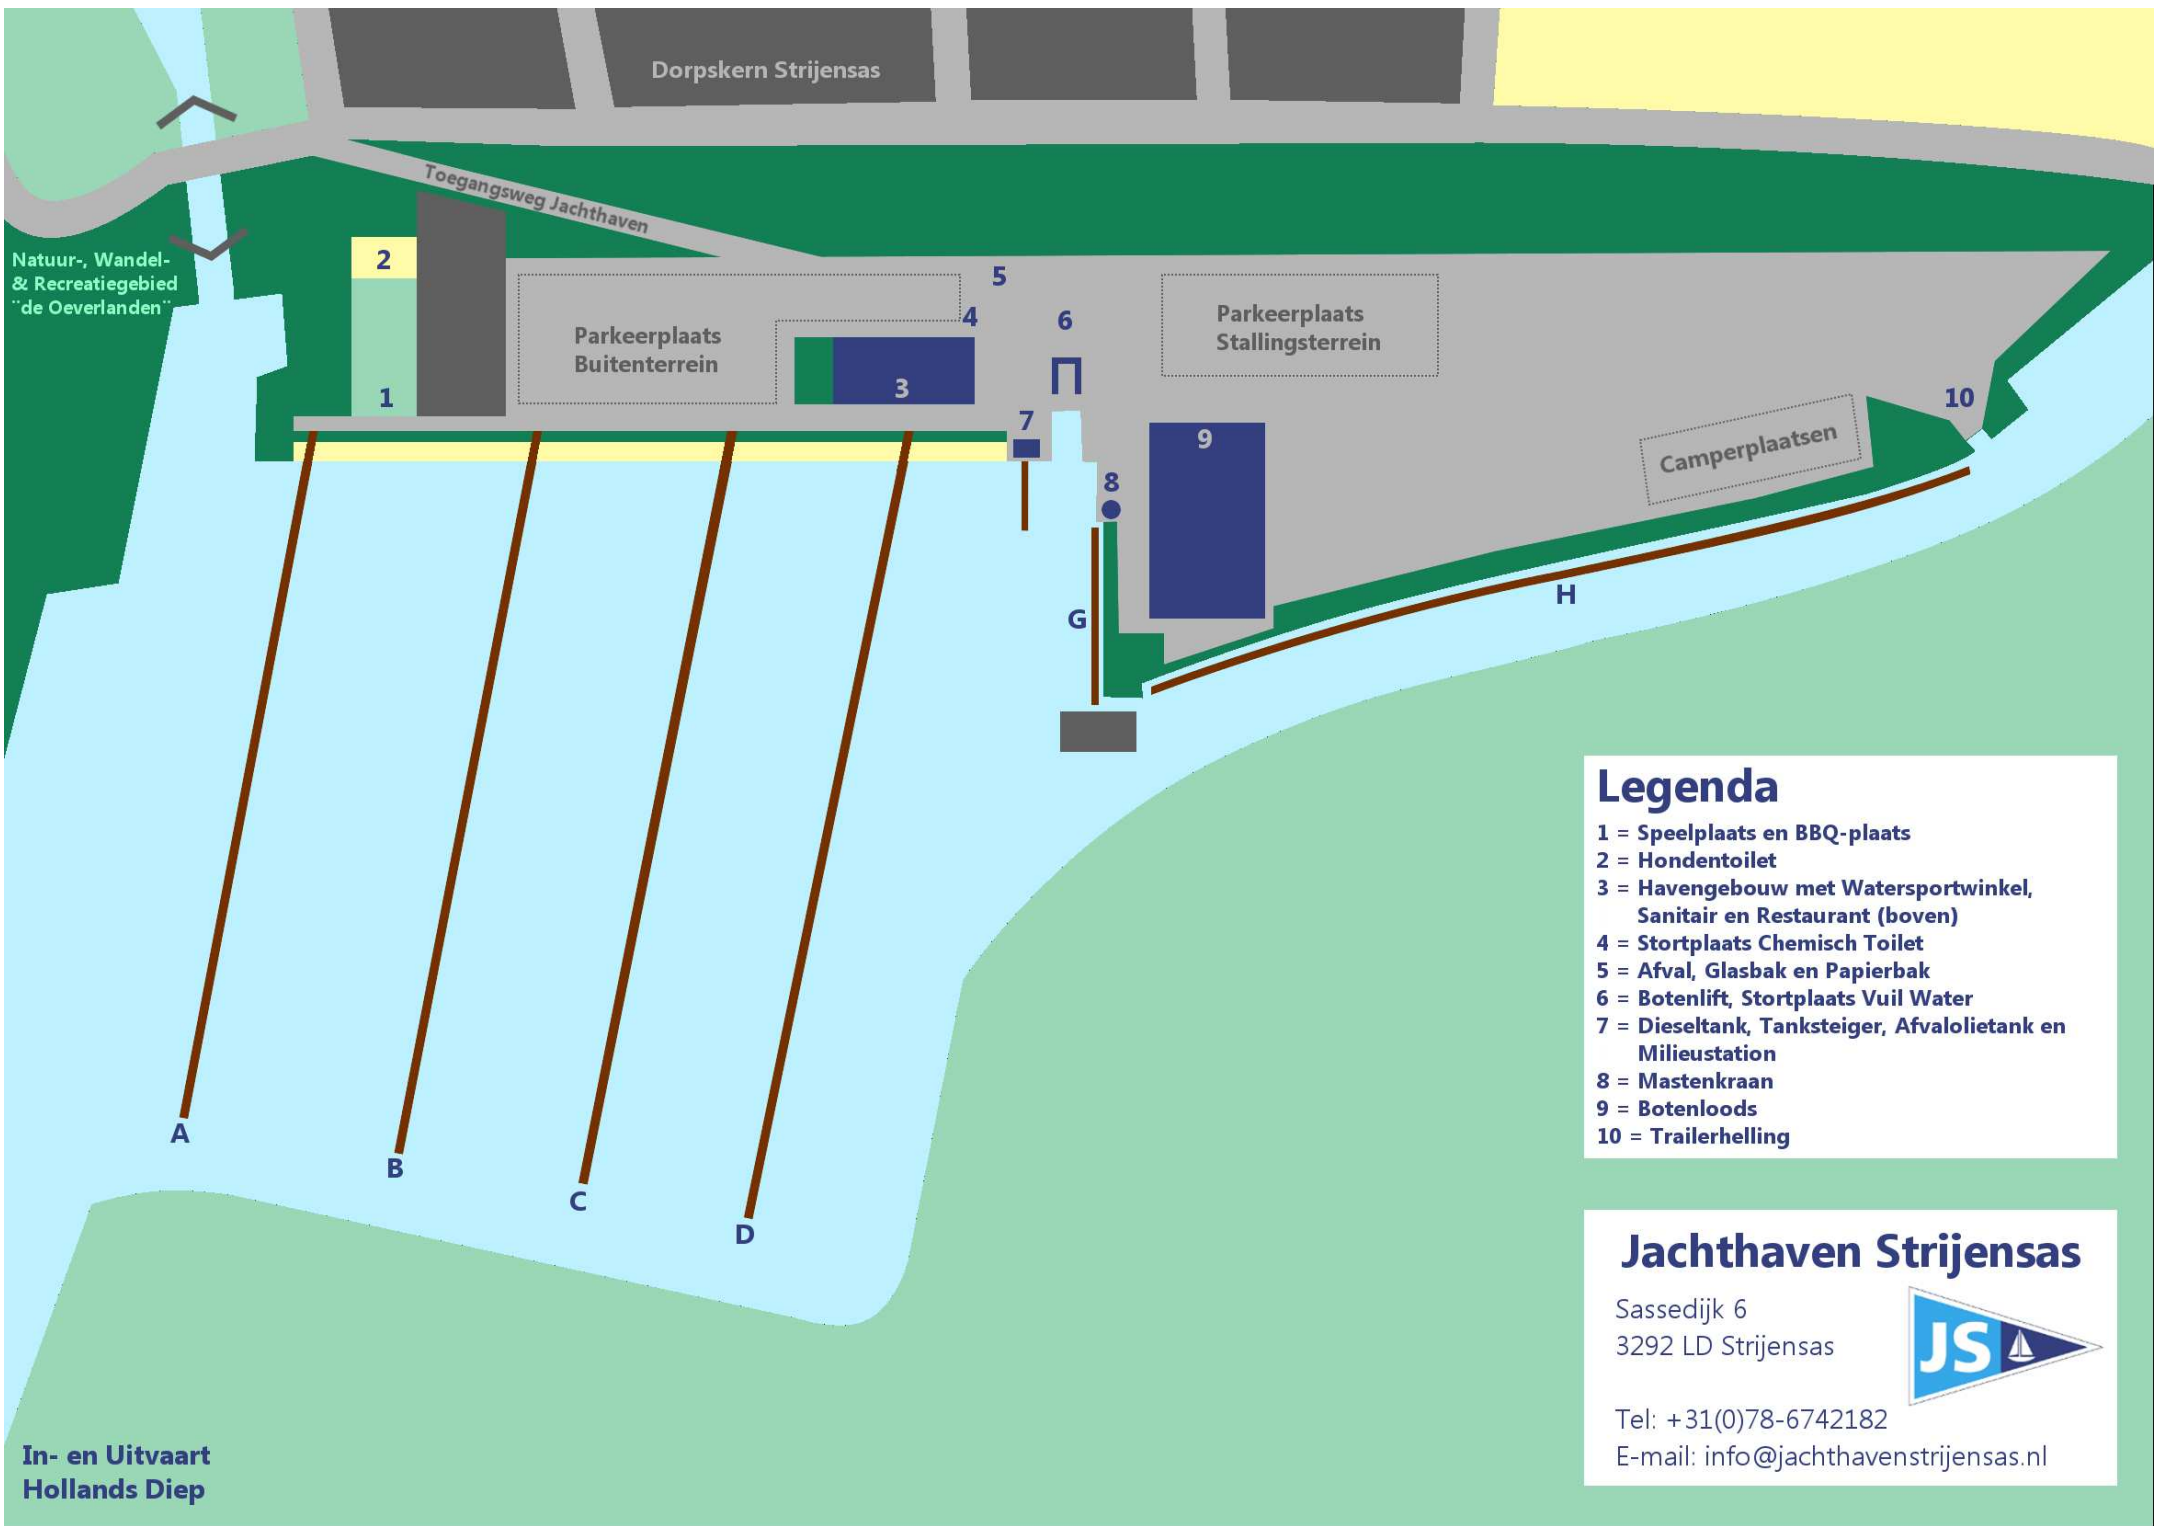 Dorpskern Strijensas
Toegangsweg Jachthaven
Natuur-, Wandel-
& Recreatiegebied
¨de Oeverlanden¨
2
1
Parkeerplaats
Buitenterrein
5
4
3
6
7
Parkeerplaats
Stallingsterrein
8
9
10
Camperplaatsen
G
H
A
B
C
D
Legenda
1 = Speelplaats en BBQ-plaats
2 = Hondentoilet
3 = Havengebouw met Watersportwinkel,
Sanitair en Restaurant (boven)
4 = Stortplaats Chemisch Toilet
5 = Afval, Glasbak en Papierbak
6 = Botenlift, Stortplaats Vuil Water
7 = Dieseltank, Tanksteiger, Afvalolietank en
Milieustation
8 = Mastenkraan
9 = Botenloods
10 = Trailerhelling
Jachthaven Strijensas
Sassedijk 6
3292 LD Strijensas
JS
Tel: +31(0)78-6742182
E-mail: info@jachthavenstrijensas.nl
In- en Uitvaart
Hollands Diep